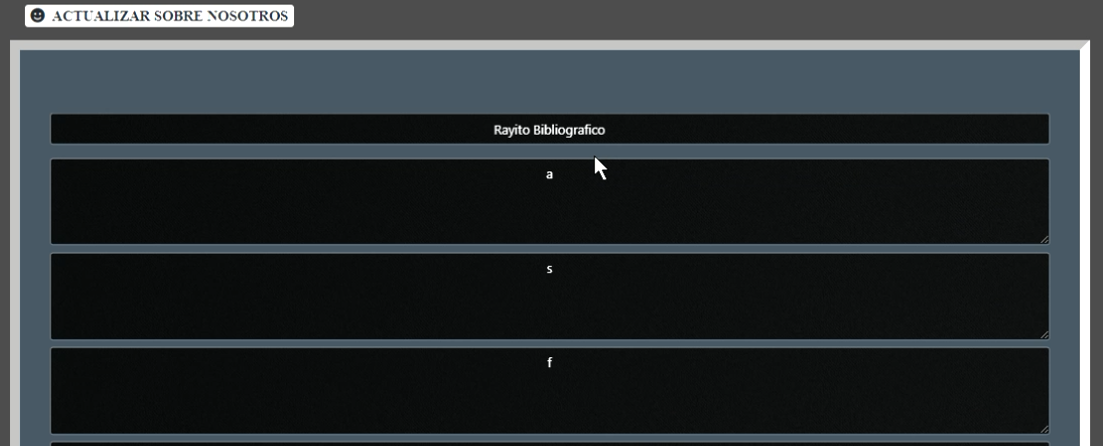 ACTUALIZAR SOBRE NOSOTROS
Rayito Bibliografico
a
s
f